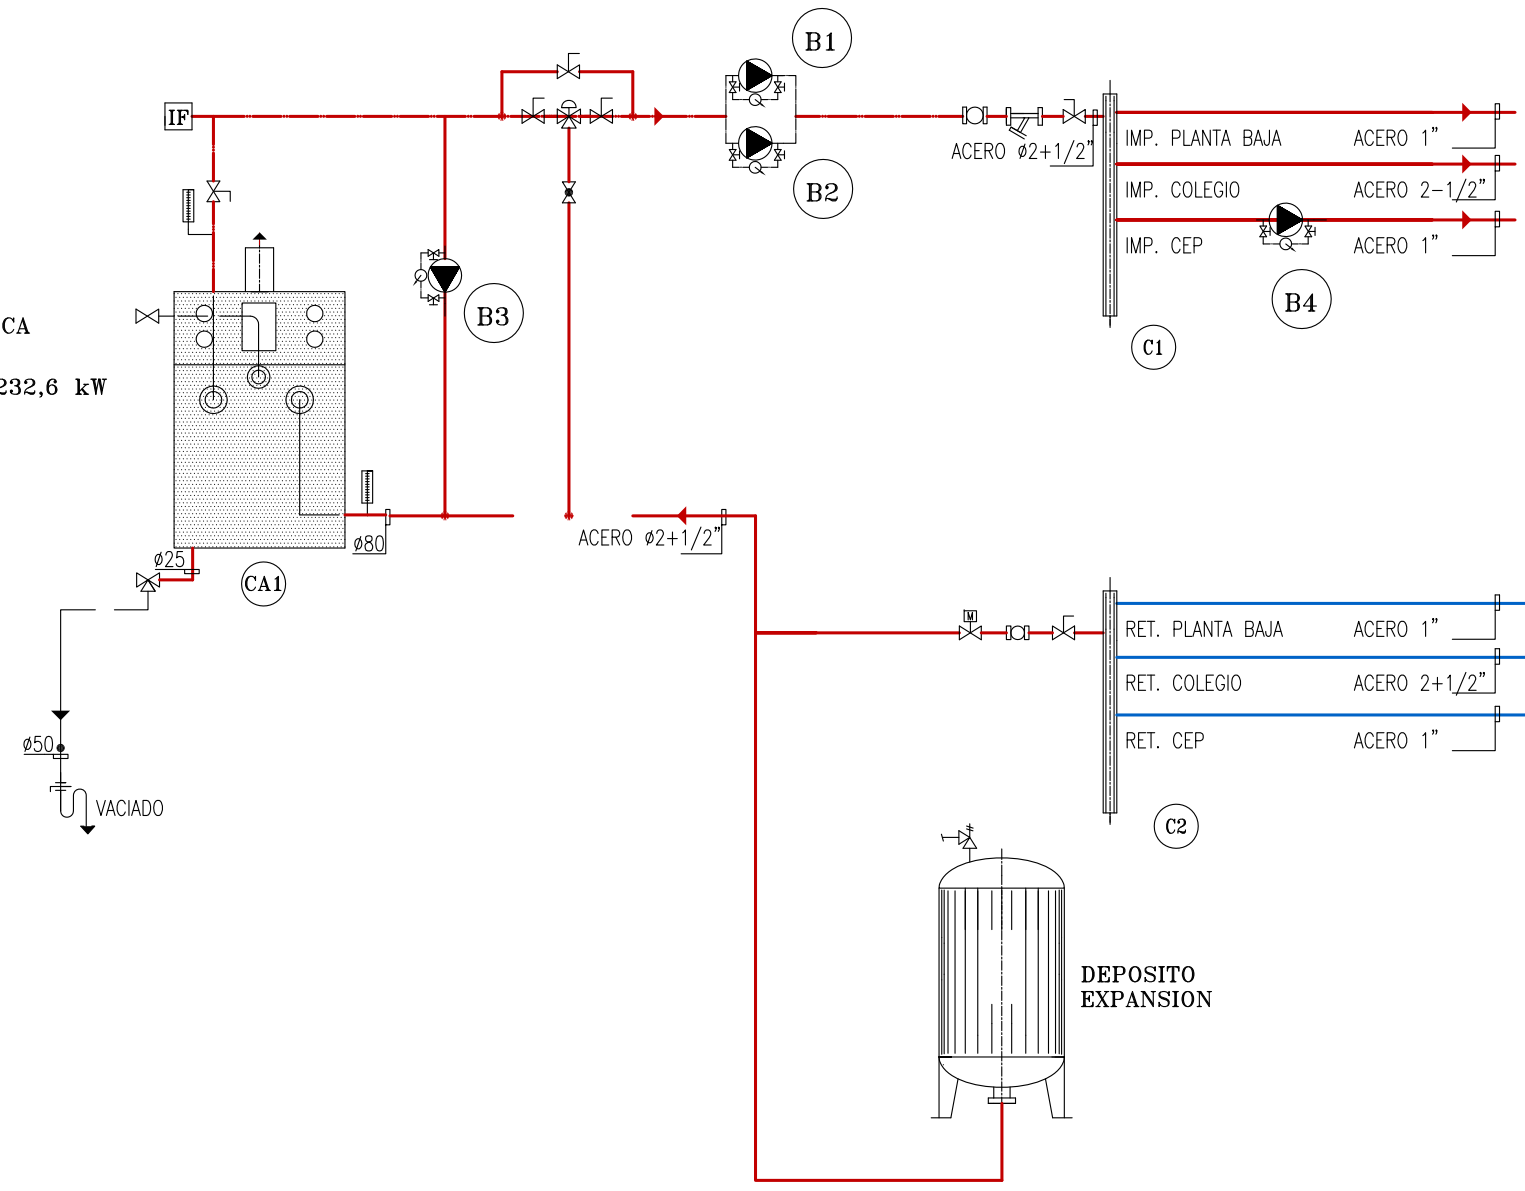 B1
IF
ACERO ø2+1/2"
IMP. PLANTA BAJA ACERO 1"
B2
IMP. COLEGIO ACERO 2-1/2"
IMP. CEP ACERO 1"
B3
B4
CA
C1
232,6 kW
ACERO ø2+1/2"
ø80
ø25
CA1
M
RET. PLANTA BAJA ACERO 1"
RET. COLEGIO ACERO 2+1/2"
ø50
RET. CEP ACERO 1"
VACIADO
C2
DEPOSITO
EXPANSION